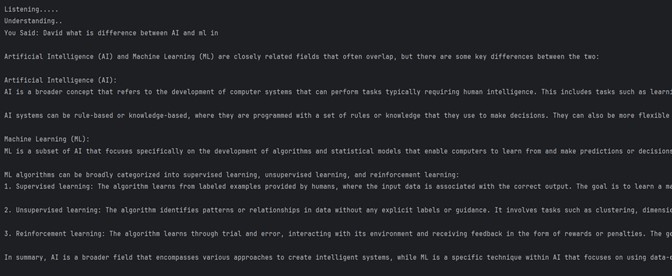 Listening.....
Understanding..
You Said: David what is difference between AI and ml in
Artificial Intelligence (AI) and Machine Learning (ML) are closely related fields that often overlap, but there are some key differences between the two:
Artificial Intelligence (AI):
AI is a broader concept that refers to the development of computer systems that can perform tasks typically requiring human intelligence. This includes tasks such as
AI systems can be rule-based or knowledge-based, where they are programmed with a set of rules or knowledge that they use to make decisions. They can also be more flexible
Machine Learning (ML):
ML is a subset of AI that focuses specifically on the development of algorithms and statistical models that enable computers to learn from and make predictions or
ML algorithms can be broadly categorized into supervised learning, unsupervised learning, and reinforcement learning:
1. Supervised learning: The algorithm learns from labeled examples provided by humans, where the input data is associated with the correct output. The goal is to learn a
2. Unsupervised learning: The algorithm identifies patterns or relationships in data without any explicit labels or guidance. It involves tasks such as clustering,
3. Reinforcement learning: The algorithm learns through trial and error, interacting with its environment and receiving feedback in the form of rewards or penalties. The
In summary, AI is a broader field that encompasses various approaches to create intelligent systems, while ML is a specific technique within AI that focuses on using